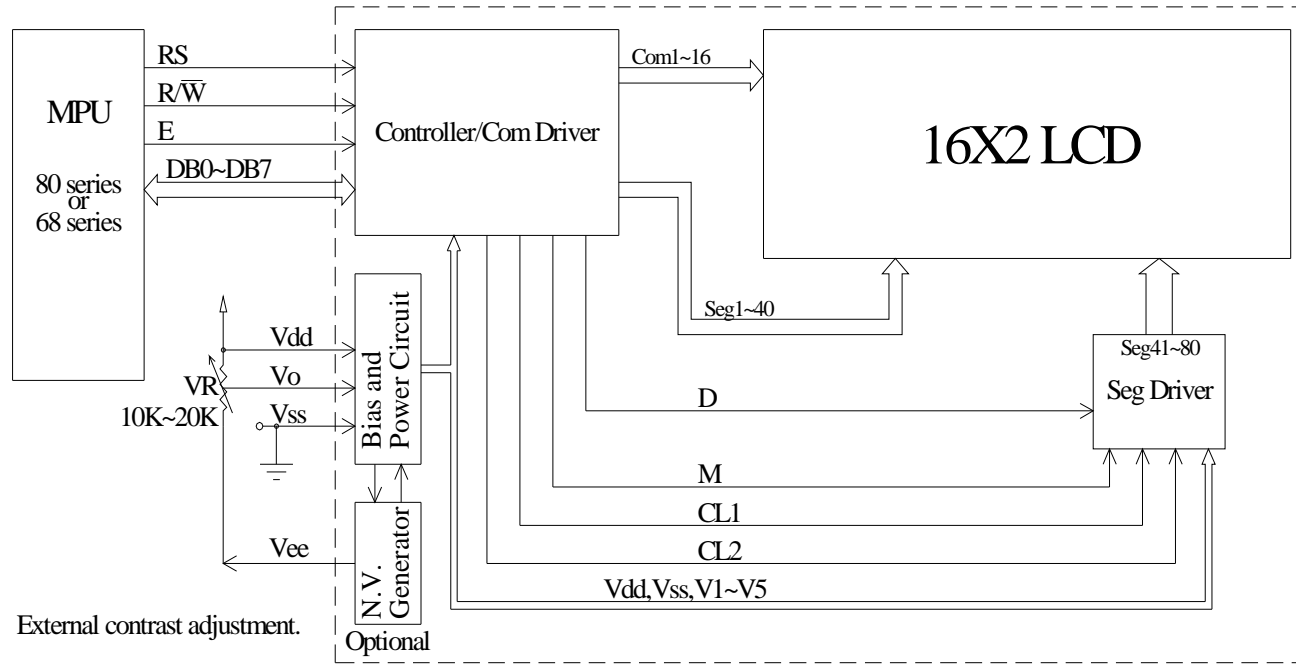 RS
R/W̅
E
DB0~DB7
MPU
80 series
or
68 series
Controller/Com Driver
Com1~16
16X2 LCD
Seg1~40
Seg41~80
Seg Driver
Vdd
Vo
VR
10K~20K
Vss
Vee
Bias and
Power Circuit
N.V.
Generator
Optional
D
M
CL1
CL2
Vdd,Vss,V1~V5
External contrast adjustment.